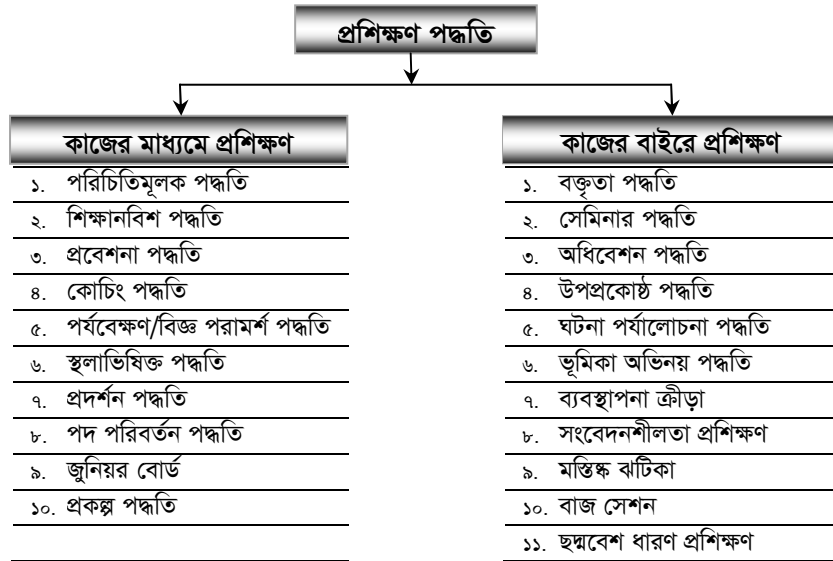 প্রশিক্ষণ পদ্ধতি
কাজের মাধ্যমে প্রশিক্ষণ
১. পরিচিতিমূলক পদ্ধতি
২. শিক্ষানবিশ পদ্ধতি
৩. প্রবেশনা পদ্ধতি
৪. কোচিং পদ্ধতি
৫. পর্যবেক্ষণ/বিজ্ঞ পরামর্শ পদ্ধতি
৬. স্থলাভিষিক্ত পদ্ধতি
৭. প্রদর্শন পদ্ধতি
৮. পদ পরিবর্তন পদ্ধতি
৯. জুনিয়র বোর্ড
১০. প্রকল্প পদ্ধতি
কাজের বাইরে প্রশিক্ষণ
১. বক্তৃতা পদ্ধতি
২. সেমিনার পদ্ধতি
৩. অধিবেশন পদ্ধতি
৪. উপপ্রকোষ্ঠ পদ্ধতি
৫. ঘটনা পর্যালোচনা পদ্ধতি
৬. ভূমিকা অভিনয় পদ্ধতি
৭. ব্যবস্থাপনা ক্রীড়া
৮. সংবেদনশীলতা প্রশিক্ষণ
৯. মস্তিষ্ক ঝটিকা
১০. বাজ সেশন
১১. ছদ্মবেশ ধারণ প্রশিক্ষণ